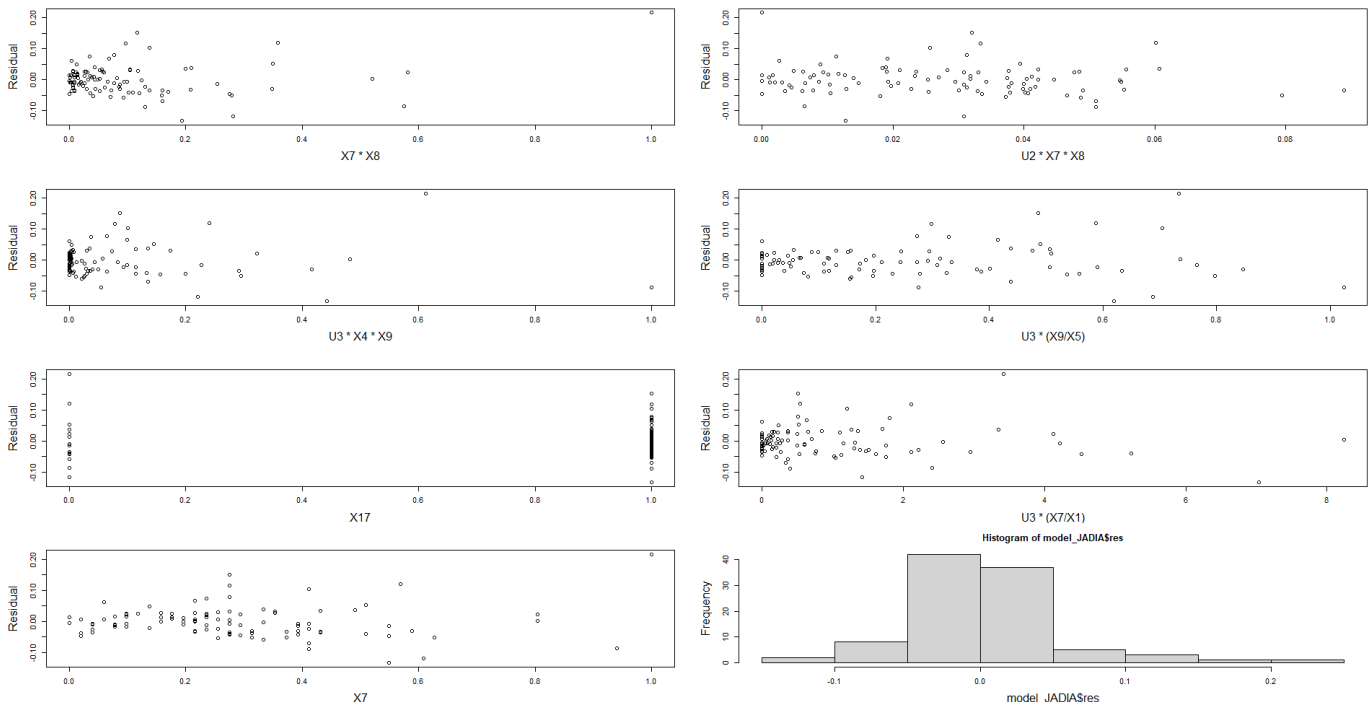 Residual
-0.10 0.00 0.10 0.20
0.0 0.2 0.4 0.6 0.8 1.0
X7 * X8
Residual
-0.10 0.00 0.10 0.20
0.00 0.02 0.04 0.06 0.08
U2 * X7 * X8
Residual
-0.10 0.00 0.10 0.20
0.0 0.2 0.4 0.6 0.8 1.0
U3 * X4 * X9
Residual
-0.10 0.00 0.10 0.20
0.0 0.2 0.4 0.6 0.8 1.0
U3 * (X9/X5)
Residual
-0.10 0.00 0.10 0.20
0.0 0.2 0.4 0.6 0.8 1.0
X17
Residual
-0.10 0.00 0.10 0.20
0 2 4 6 8
U3 * (X7/X1)
Residual
-0.10 0.00 0.10 0.20
0.0 0.2 0.4 0.6 0.8 1.0
X7
Histogram of model_JADIA$res
Frequency
0 10 20 30 40
-0.1 0.0 0.1 0.2
model_JADIA$res